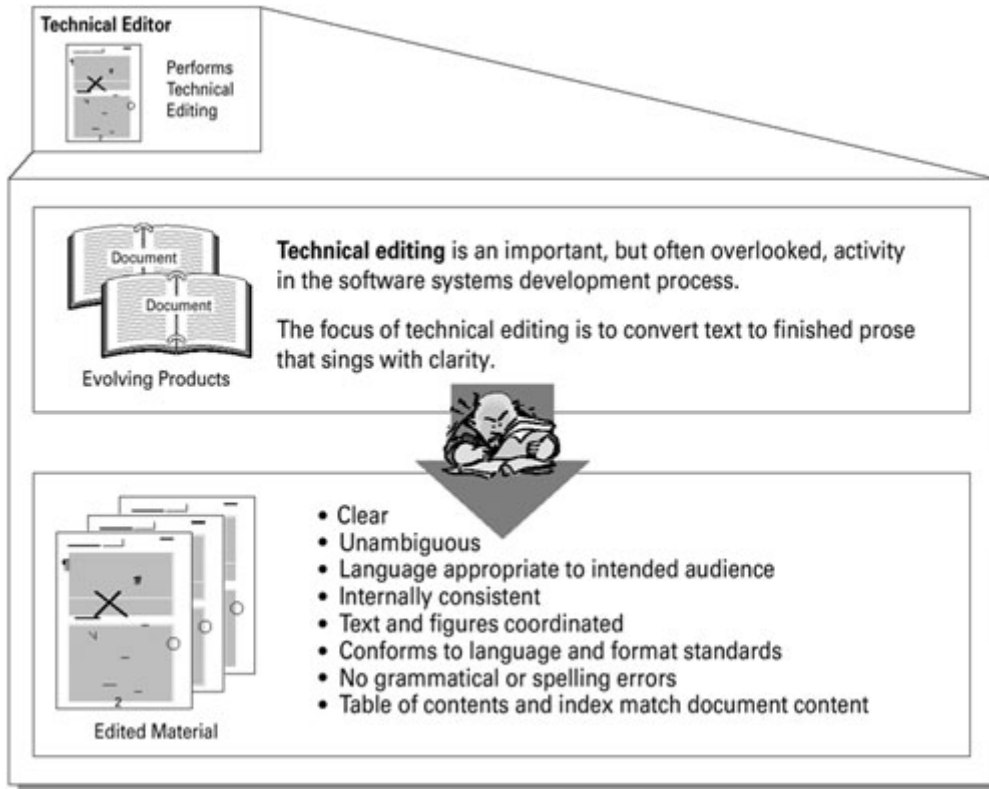 Technical Editor
Performs
Technical
Editing
2
Document
Document
Evolving Products
Technical editing is an important, but often overlooked, activity
in the software systems development process.
The focus of technical editing is to convert text to finished prose
that sings with clarity.
2
Edited Material
• Clear
• Unambiguous
• Language appropriate to intended audience
• Internally consistent
• Text and figures coordinated
• Conforms to language and format standards
• No grammatical or spelling errors
• Table of contents and index match document content